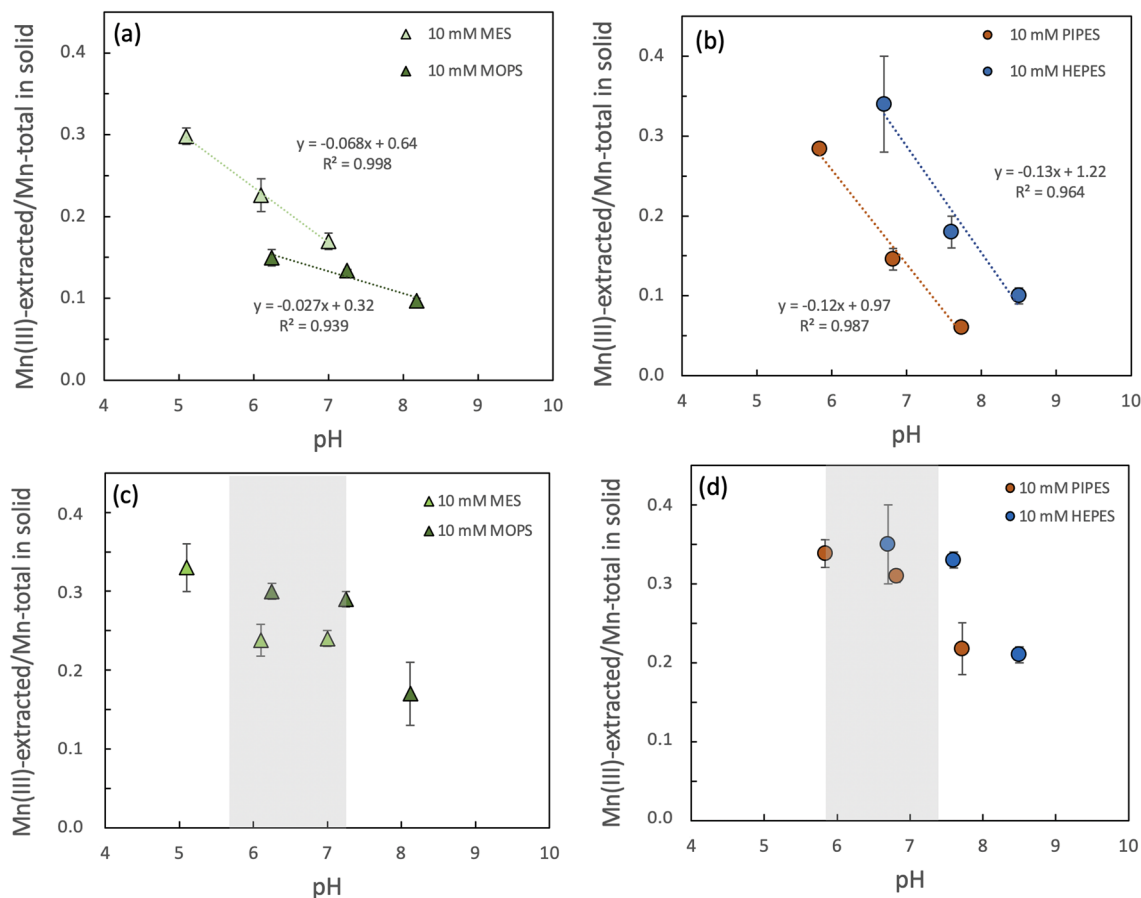 (a)
10 mM MES
10 mM MOPS
y = -0.068x + 0.64
R² = 0.998
y = -0.027x + 0.32
R² = 0.939
Mn(III)-extracted/Mn-total in solid
0.4
0.3
0.2
0.1
0.0
4 5 6 7 8 9 10
pH
(b)
10 mM PIPES
10 mM HEPES
y = -0.13x + 1.22
R² = 0.964
y = -0.12x + 0.97
R² = 0.987
Mn(III)-extracted/Mn-total in solid
0.4
0.3
0.2
0.1
0.0
4 5 6 7 8 9 10
pH
(c)
10 mM MES
10 mM MOPS
Mn(III)-extracted/Mn-total in solid
0.4
0.3
0.2
0.1
0.0
4 5 6 7 8 9 10
pH
(d)
10 mM PIPES
10 mM HEPES
Mn(III)-extracted/Mn-total in solid
0.4
0.3
0.2
0.1
0.0
4 5 6 7 8 9 10
pH